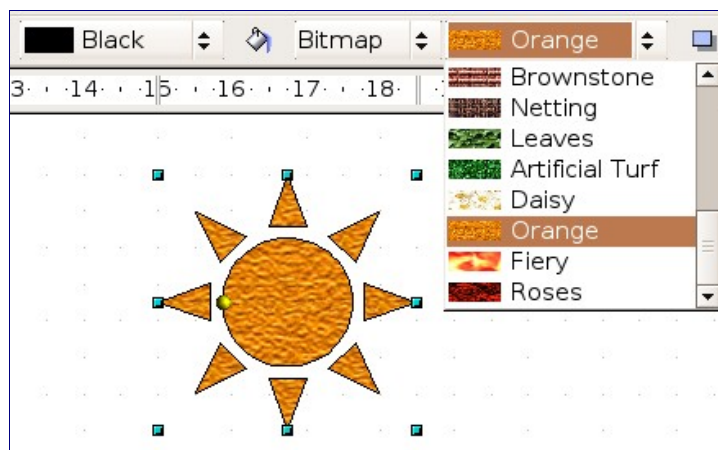 Black Bitmap Orange
3 14 15 16 17 18
Brownstone
Netting
Leaves
Artificial Turf
Daisy
Orange
Fiery
Roses